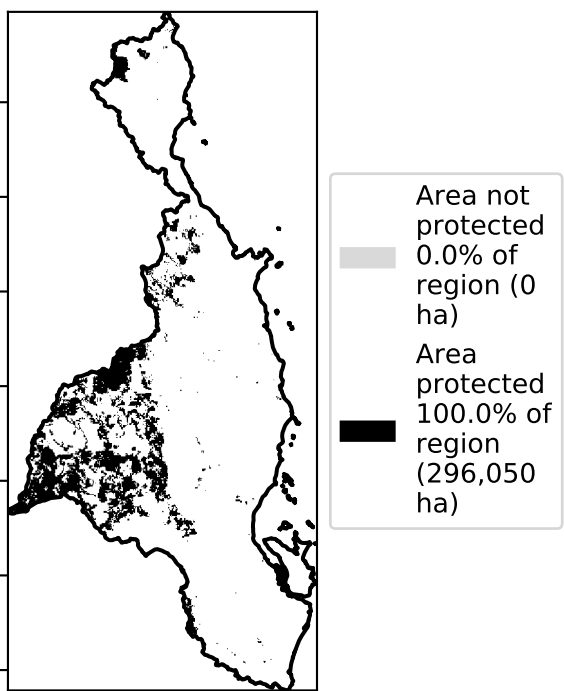 Area not
protected
0.0% of
region (0
ha)
Area
protected
100.0% of
region
(296,050
ha)